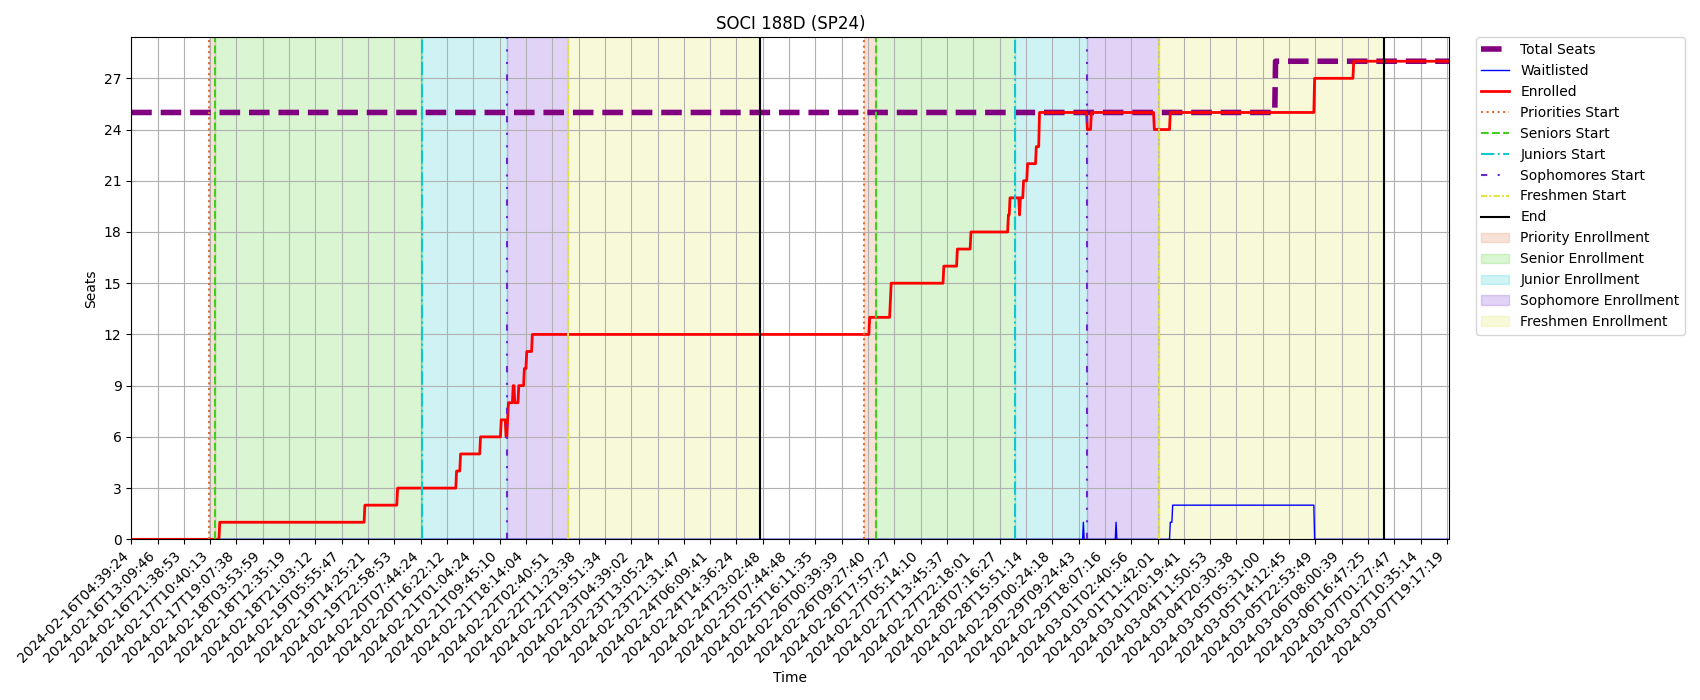 SOCI 188D (SP24)
Seats
27
24
21
18
15
12
9
6
3
0
2024-02-16T04:39:24
2024-02-16T13:09:46
2024-02-16T21:38:53
2024-02-17T10:40:13
2024-02-17T19:07:38
2024-02-18T03:53:59
2024-02-18T12:35:19
2024-02-18T21:03:12
2024-02-19T05:55:47
2024-02-19T14:25:21
2024-02-19T22:58:53
2024-02-20T07:44:24
2024-02-20T16:22:12
2024-02-21T01:04:24
2024-02-21T09:45:10
2024-02-21T18:14:04
2024-02-22T02:40:51
2024-02-22T11:23:38
2024-02-22T19:51:34
2024-02-23T04:39:02
2024-02-23T13:05:24
2024-02-23T21:31:47
2024-02-24T06:09:41
2024-02-24T14:36:24
2024-02-24T23:02:48
2024-02-25T07:44:48
2024-02-25T16:11:35
2024-02-26T00:39:39
2024-02-26T09:27:40
2024-02-26T17:57:27
2024-02-27T05:14:10
2024-02-27T13:45:37
2024-02-27T22:18:01
2024-02-28T07:16:27
2024-02-28T15:51:14
2024-02-29T00:24:18
2024-02-29T09:24:43
2024-02-29T18:07:16
2024-03-01T02:40:56
2024-03-01T11:42:01
2024-03-01T20:19:41
2024-03-04T11:50:53
2024-03-04T20:30:38
2024-03-05T05:31:00
2024-03-05T14:12:45
2024-03-05T22:53:49
2024-03-06T08:00:39
2024-03-06T16:47:23
2024-03-07T01:27:47
2024-03-07T10:35:14
2024-03-07T19:17:19
Time
Total Seats
Waitlisted
Enrolled
Priorities Start
Seniors Start
Juniors Start
Sophomores Start
Freshmen Start
End
Priority Enrollment
Senior Enrollment
Junior Enrollment
Sophomore Enrollment
Freshmen Enrollment